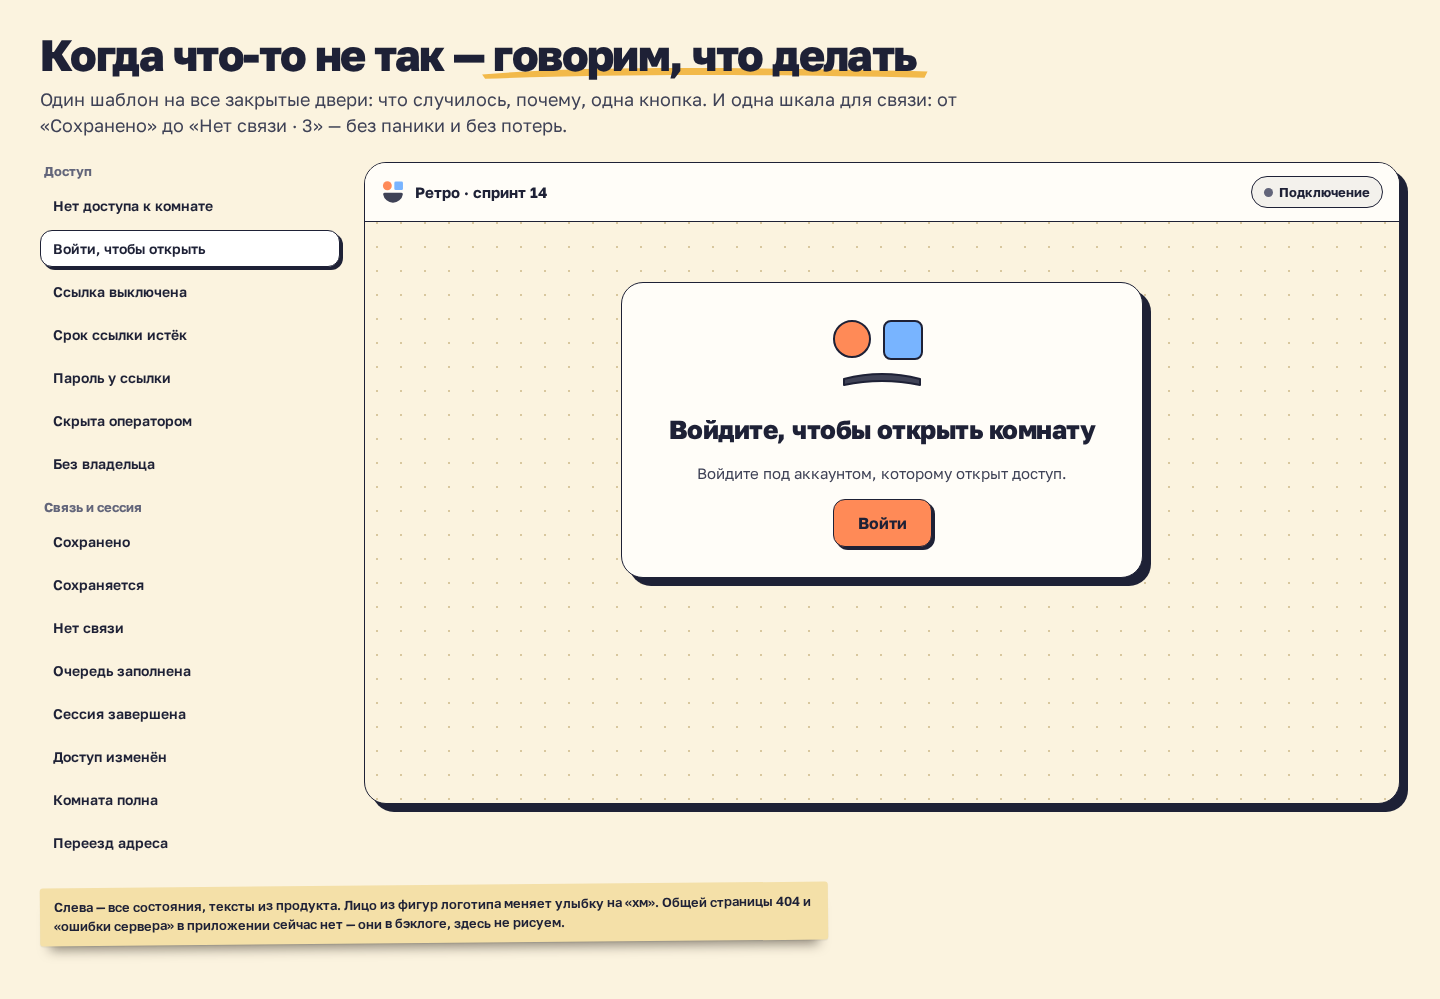 Когда что-то не так — говорим, что делать
Один шаблон на все закрытые двери: что случилось, почему, одна кнопка. И одна шкала для связи: от
«Сохранено» до «Нет связи · 3» — без паники и без потерь.
Доступ
Нет доступа к комнате
Войти, чтобы открыть
Ссылка выключена
Срок ссылки истёк
Пароль у ссылки
Скрыта оператором
Без владельца
Связь и сессия
Сохранено
Сохраняется
Нет связи
Очередь заполнена
Сессия завершена
Доступ изменён
Комната полна
Переезд адреса
Ретро · спринт 14
Подключение
Войдите, чтобы открыть комнату
Войдите под аккаунтом, которому открыт доступ.
Войти
Слева — все состояния, тексты из продукта. Лицо из фигур логотипа меняет улыбку на «хм». Общей страницы 404 и
«ошибки сервера» в приложении сейчас нет — они в бэклоге, здесь не рисуем.